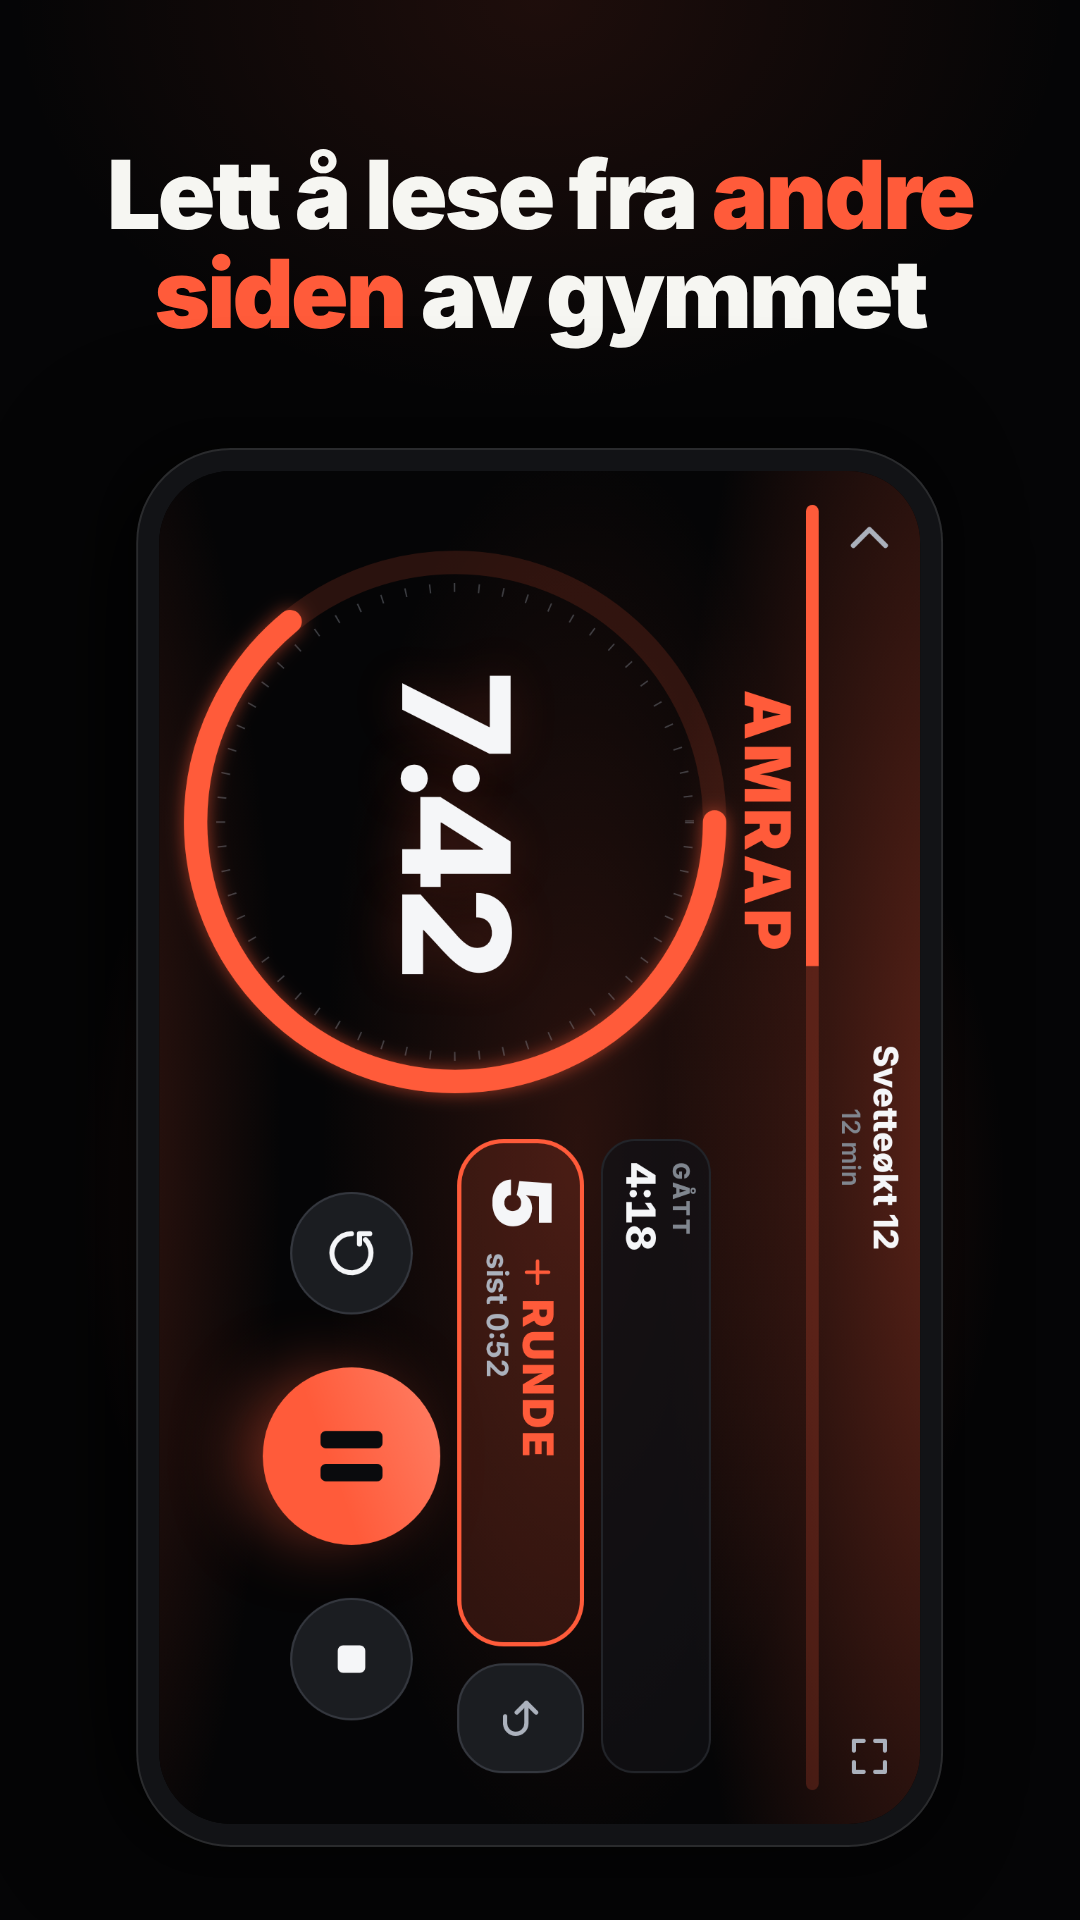 Lett å lese fra andre
siden av gymmet
Svetteøkt 12
12 min
AMRAP
7:42
GÅTT
4:18
5
+ RUNDE
sist 0:52